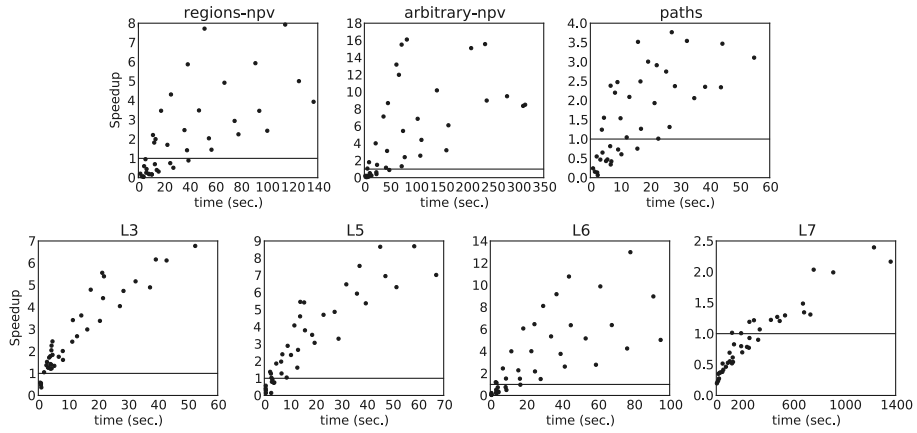 regions-npv
arbitrary-npv
paths
Speedup
8
7
6
5
4
3
2
1
0
0 20 40 60 80 100 120 140
time (sec.)
18
16
14
12
10
8
6
4
2
0
0 50 100 150 200 250 300 350
time (sec.)
4.0
3.5
3.0
2.5
2.0
1.5
1.0
0.5
0.0
0 10 20 30 40 50 60
time (sec.)
L3
L5
L6
L7
Speedup
7
6
5
4
3
2
1
0
0 10 20 30 40 50 60
time (sec.)
9
8
7
6
5
4
3
2
1
0
0 10 20 30 40 50 60 70
time (sec.)
14
12
10
8
6
4
2
0
0 20 40 60 80 100
time (sec.)
2.5
2.0
1.5
1.0
0.5
0.0
0 200 400 600 800 1000 1200 1400
time (sec.)